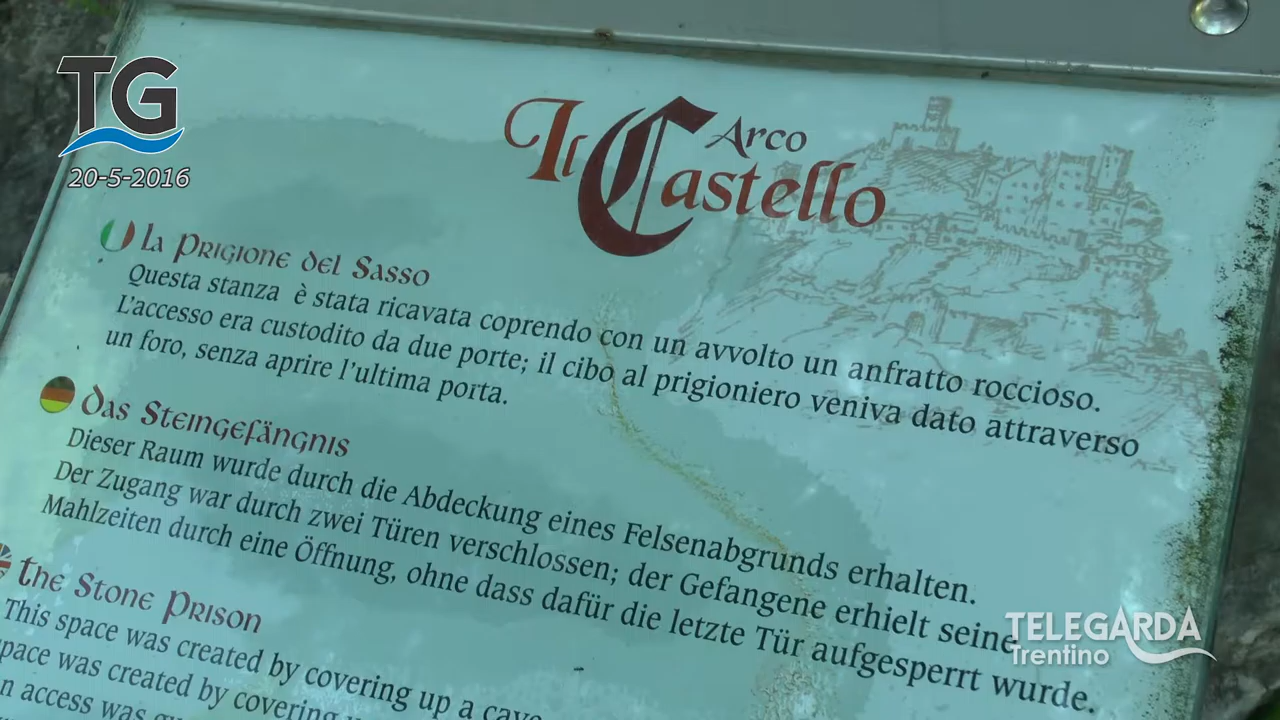 TG
20-5-2016
Il Castello
Arco
La Prigione del Sasso
Questa stanza è stata ricavata coprendo con un avvolto un anfratto roccioso.
L'accesso era custodito da due porte; il cibo al prigioniero veniva dato attraverso
un foro, senza aprire l'ultima porta.
Das Steingefängnis
Dieser Raum wurde durch die Abdeckung eines Felsenabgrunds erhalten.
Der Zugang war durch zwei Türen verschlossen; der Gefangene erhielt seine
Mahlzeiten durch eine Öffnung, ohne dass dafür die letzte Tür aufgesperrt wurde.
The Stone Prison
This space was created by covering up a cave
space was created by covering
access was
TELEGARDA
Trentino